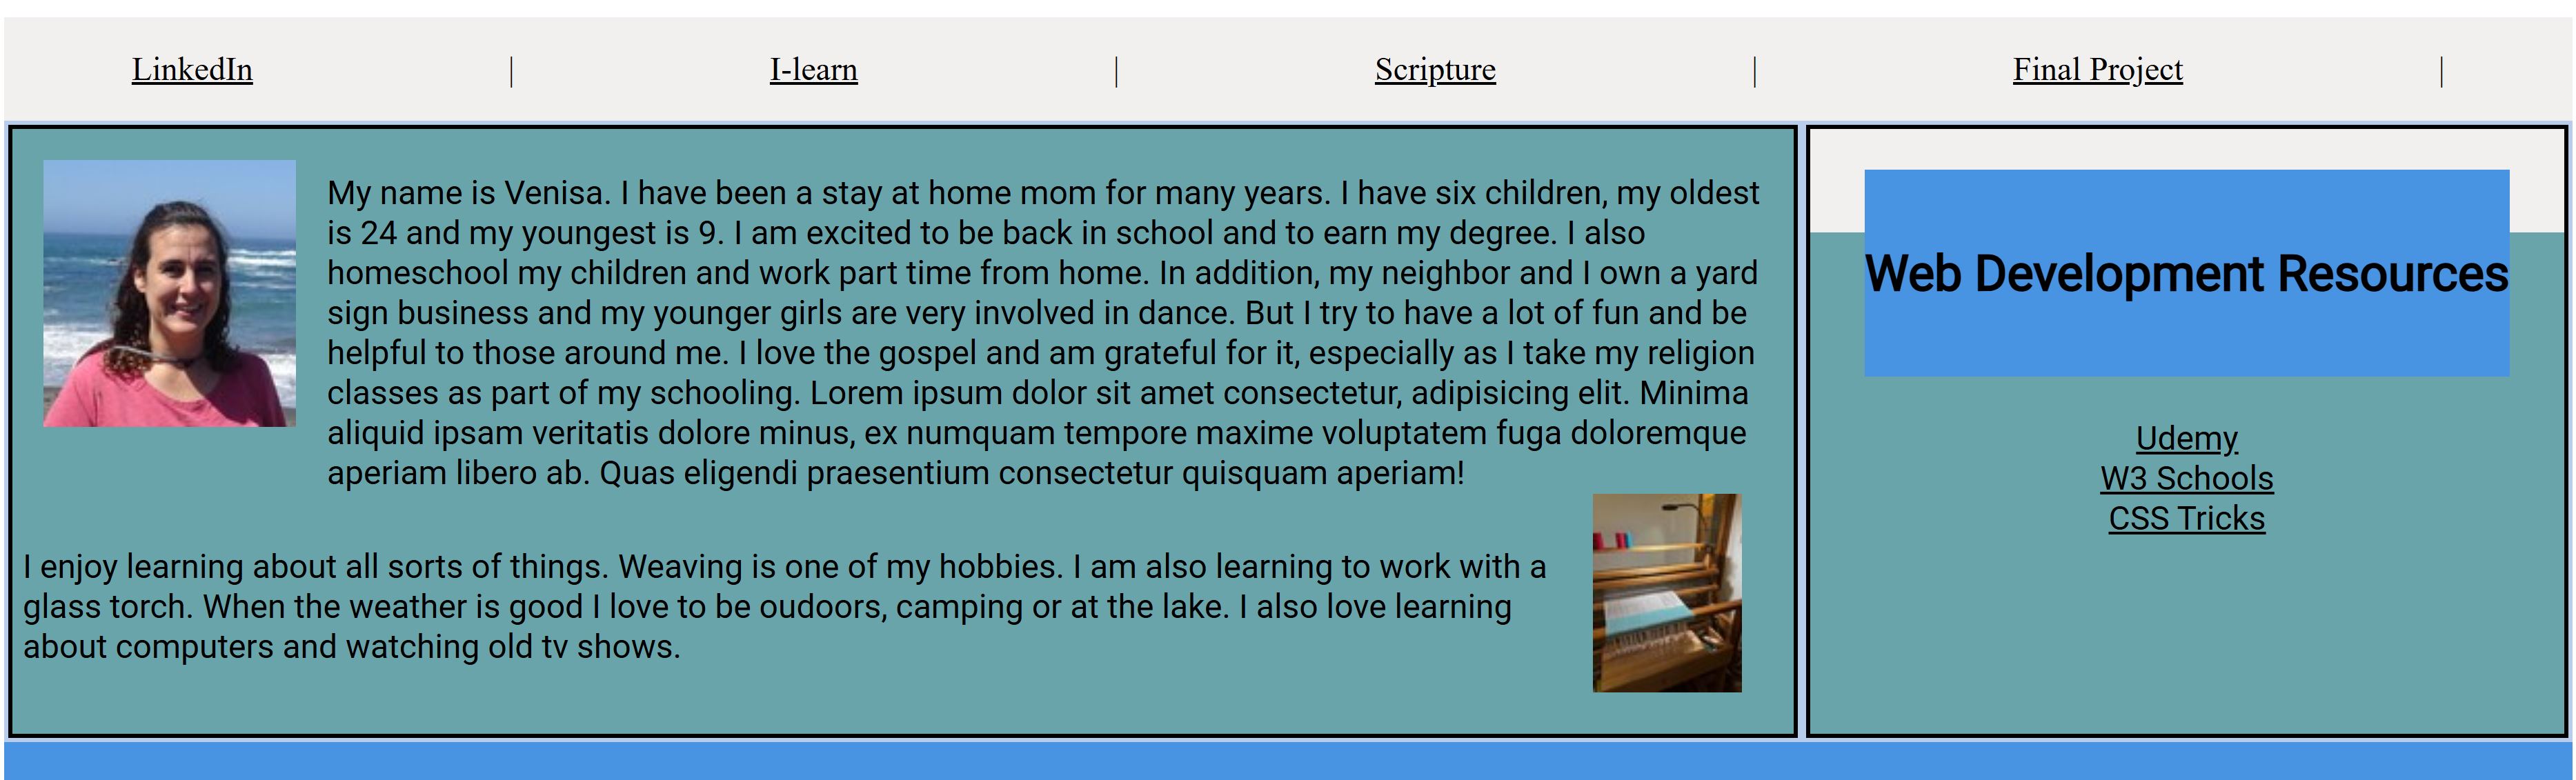 LinkedIn | I-learn | Scripture | Final Project |
My name is Venisa. I have been a stay at home mom for many years. I have six children, my oldest
is 24 and my youngest is 9. I am excited to be back in school and to earn my degree. I also
homeschool my children and work part time from home. In addition, my neighbor and I own a yard
sign business and my younger girls are very involved in dance. But I try to have a lot of fun and be
helpful to those around me. I love the gospel and am grateful for it, especially as I take my religion
classes as part of my schooling. Lorem ipsum dolor sit amet consectetur, adipisicing elit. Minima
aliquid ipsam veritatis dolore minus, ex numquam tempore maxime voluptatem fuga doloremque
aperiam libero ab. Quas eligendi praesentium consectetur quisquam aperiam!
I enjoy learning about all sorts of things. Weaving is one of my hobbies. I am also learning to work with a
glass torch. When the weather is good I love to be oudoors, camping or at the lake. I also love learning
about computers and watching old tv shows.
Web Development Resources
Udemy
W3 Schools
CSS Tricks